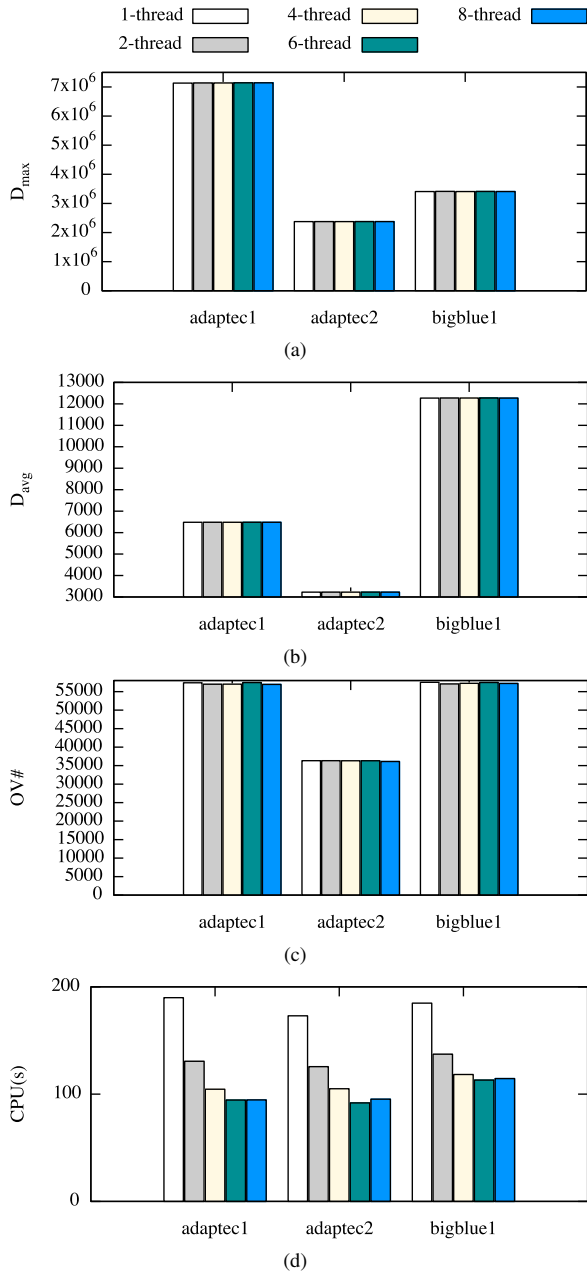 1-thread 4-thread 8-thread
2-thread 6-thread
7x10^6
6x10^6
5x10^6
4x10^6
3x10^6
2x10^6
1x10^6
0
D_max
adaptec1 adaptec2 bigblue1
(a)
13000
12000
11000
10000
9000
8000
7000
6000
5000
4000
3000
D_avg
adaptec1 adaptec2 bigblue1
(b)
55000
50000
45000
40000
35000
30000
25000
20000
15000
10000
5000
0
OV#
adaptec1 adaptec2 bigblue1
(c)
200
100
0
CPU(s)
adaptec1 adaptec2 bigblue1
(d)